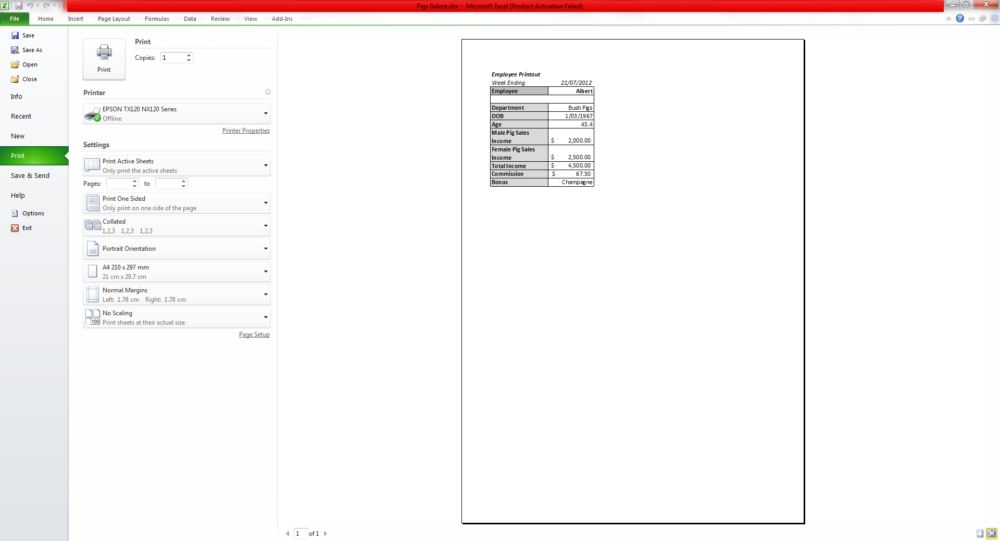 Pigs Galore.xlsx - Microsoft Excel (Product Activation Failed)
File Home Insert Page Layout Formulas Data Review View Add-Ins
Save
Save As
Open
Close
Info
Recent
New
Print
Save & Send
Help
Options
Exit
Print
Print
Copies: 1
Printer
EPSON TX120 NX120 Series
Offline
Printer Properties
Settings
Print Active Sheets
Only print the active sheets
Pages: to
Print One Sided
Only print on one side of the page
Collated
1,2,3 1,2,3 1,2,3
Portrait Orientation
A4 210 x 297 mm
21 cm x 29.7 cm
Normal Margins
Left: 1.78 cm Right: 1.78 cm
No Scaling
100
Print sheets at their actual size
Page Setup
Employee Printout
Week Ending 21/07/2012
Employee Albert
Department Bush Pigs
DOB 1/03/1967
Age 45.4
Male Pig Sales
Income $ 2,000.00
Female Pig Sales
Income $ 2,500.00
Total Income $ 4,500.00
Commission $ 67.50
Bonus Champagne
1 of 1